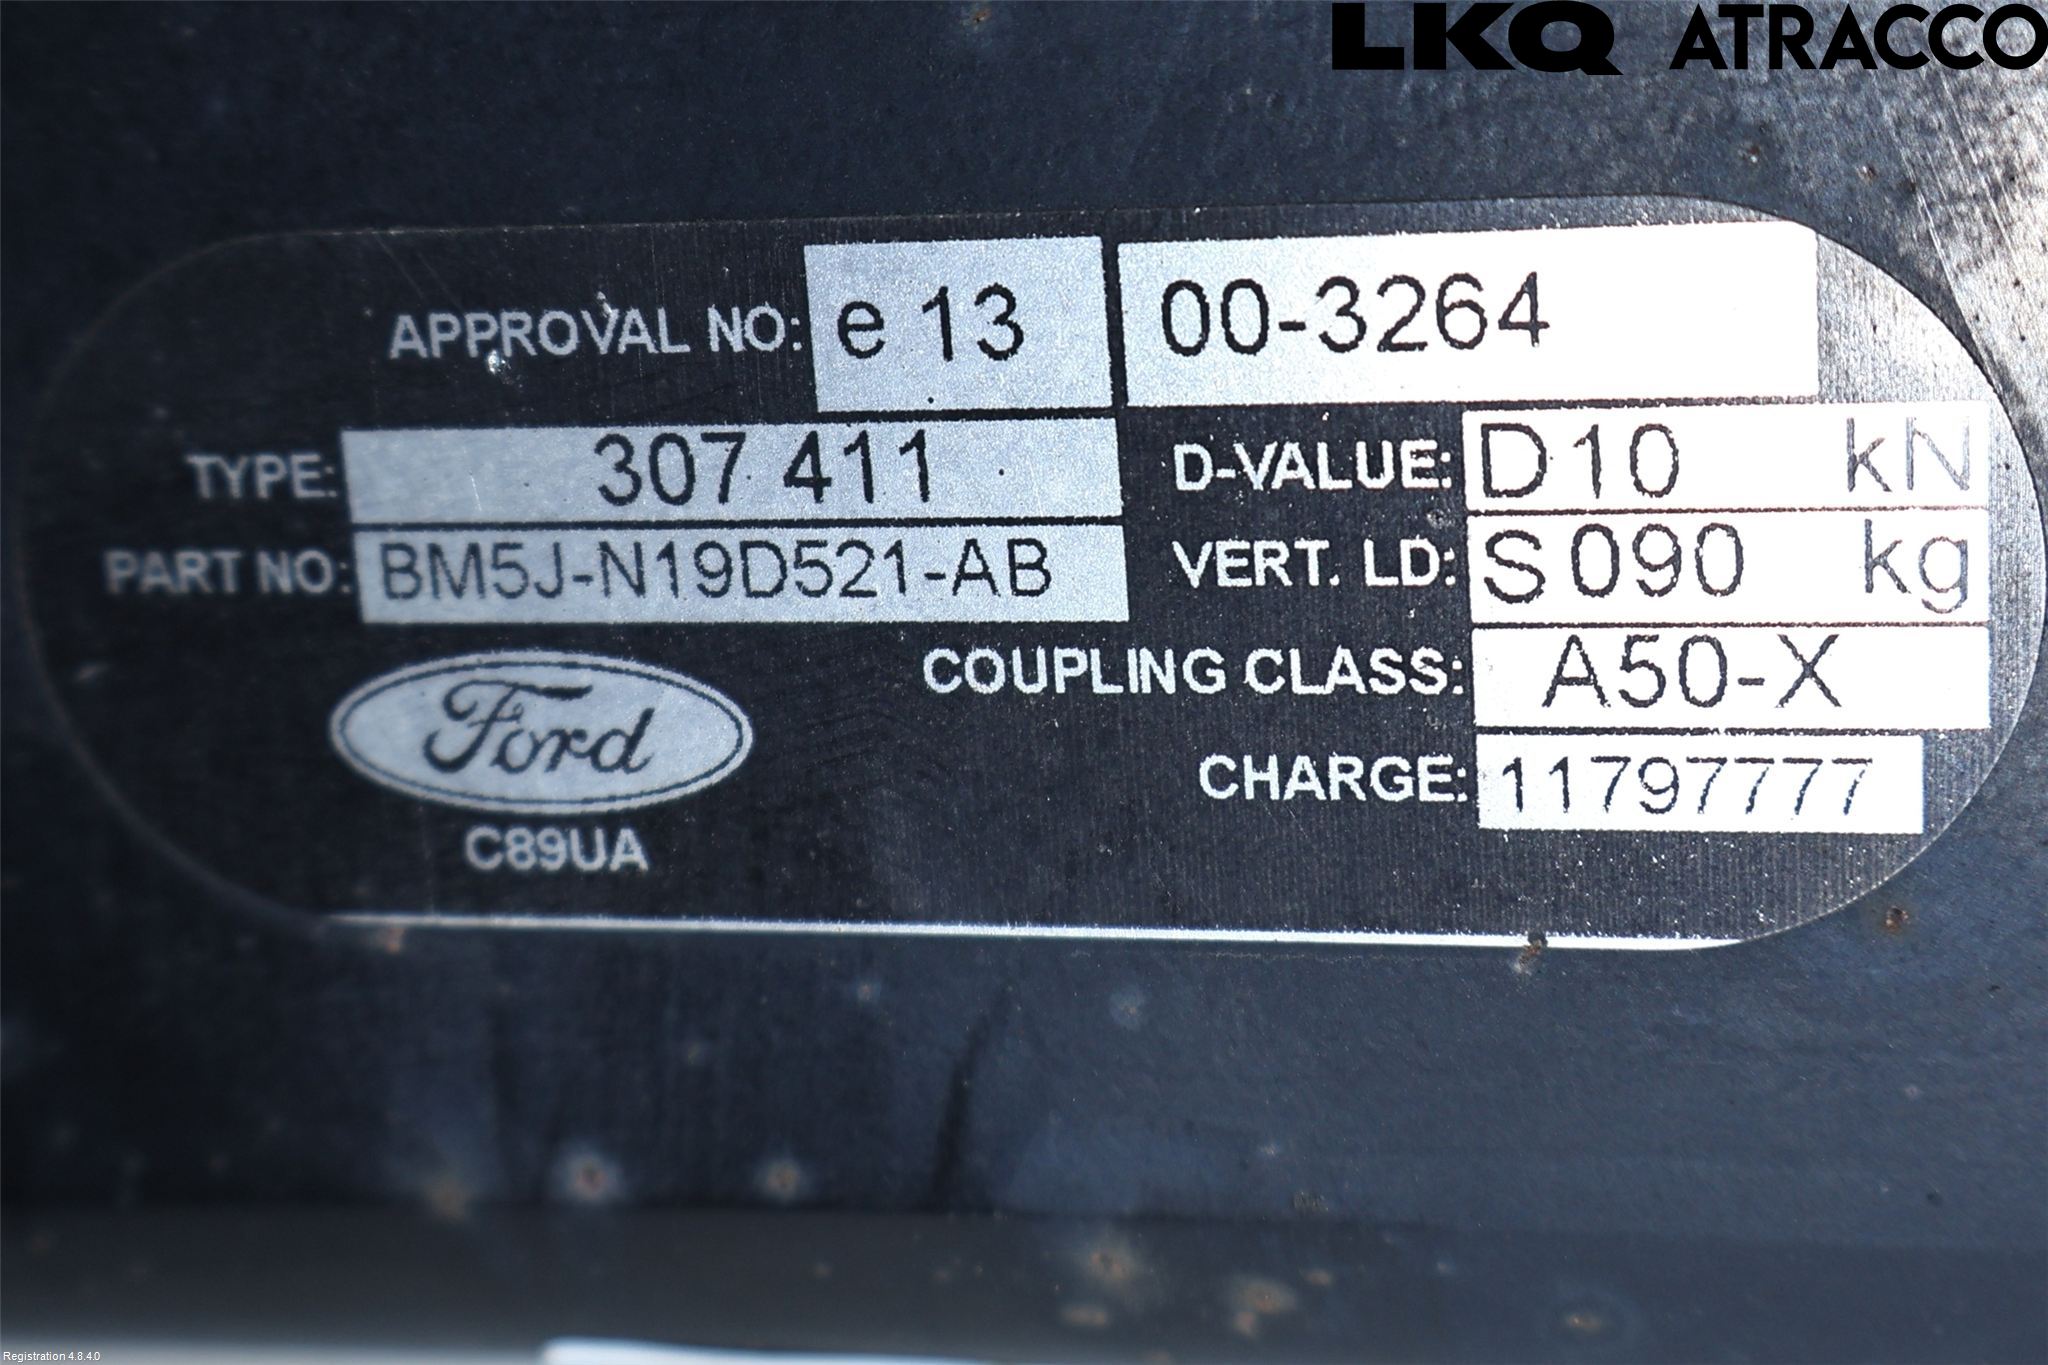 LKQ ATRACCO
APPROVAL NO: e 13 00-3264
TYPE: 307 411 D-VALUE: D10 kN
PART NO: BM5J-N19D521-AB VERT. LD: S090 kg
COUPLING CLASS: A50-X
Ford
CHARGE: 11797777
C89UA
Registration 4.8.4.0